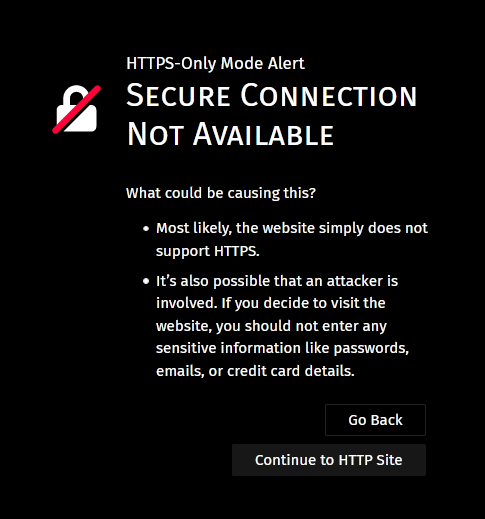 HTTPS-Only Mode Alert
Secure Connection
Not Available
What could be causing this?
• Most likely, the website simply does not
support HTTPS.
• It’s also possible that an attacker is
involved. If you decide to visit the
website, you should not enter any
sensitive information like passwords,
emails, or credit card details.
Go Back
Continue to HTTP Site